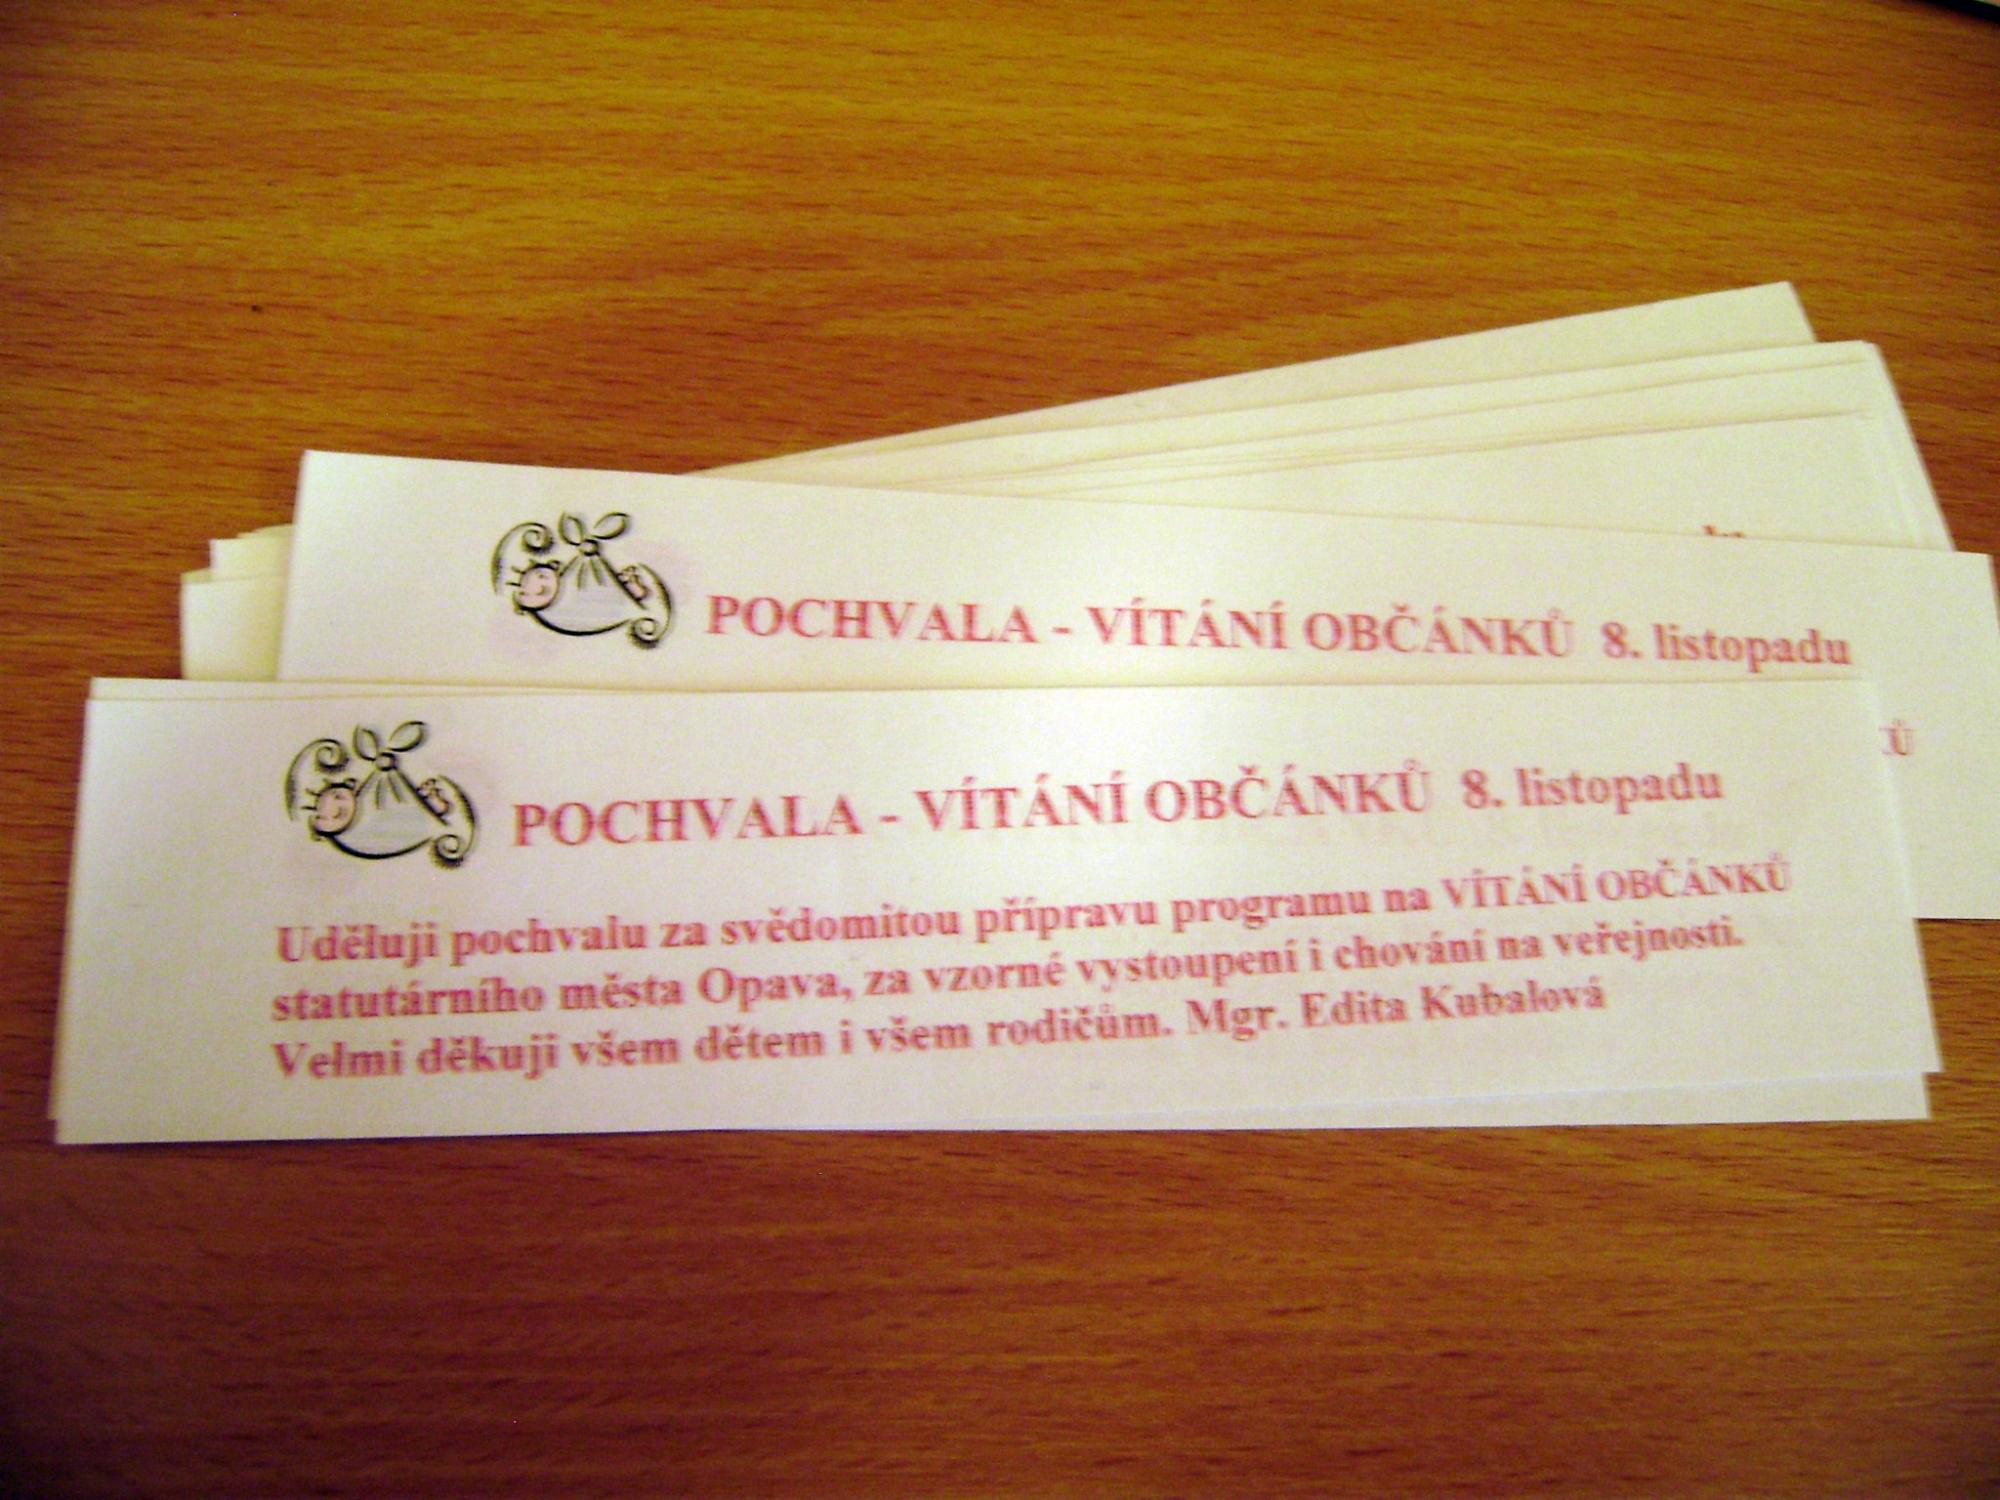 POCHVALA - VÍTÁNÍ OBČÁNKŮ 8. listopadu
POCHVALA - VÍTÁNÍ OBČÁNKŮ 8. listopadu
Uděluji pochvalu za svědomitou přípravu programu na VÍTÁNÍ OBČÁNKŮ
statutárního města Opava, za vzorné vystoupení i chování na veřejnosti.
Velmi děkuji všem dětem i všem rodičům. Mgr. Edita Kubalová